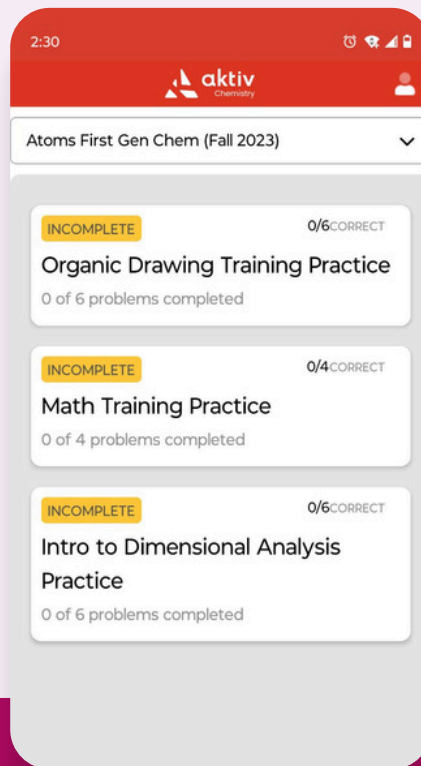 2:30
aktiv
Chemistry
Atoms First Gen Chem (Fall 2023)
INCOMPLETE
0/6CORRECT
Organic Drawing Training Practice
0 of 6 problems completed
INCOMPLETE
0/4CORRECT
Math Training Practice
0 of 4 problems completed
INCOMPLETE
0/6CORRECT
Intro to Dimensional Analysis
Practice
0 of 6 problems completed